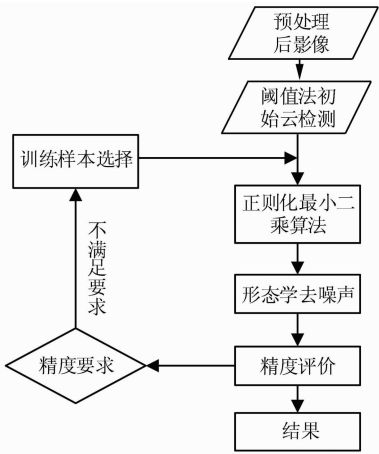 预处理
后影像
阈值法初
始云检测
训练样本选择
正则化最小二
乘算法
不满足要求
形态学去噪声
精度要求
精度评价
结果